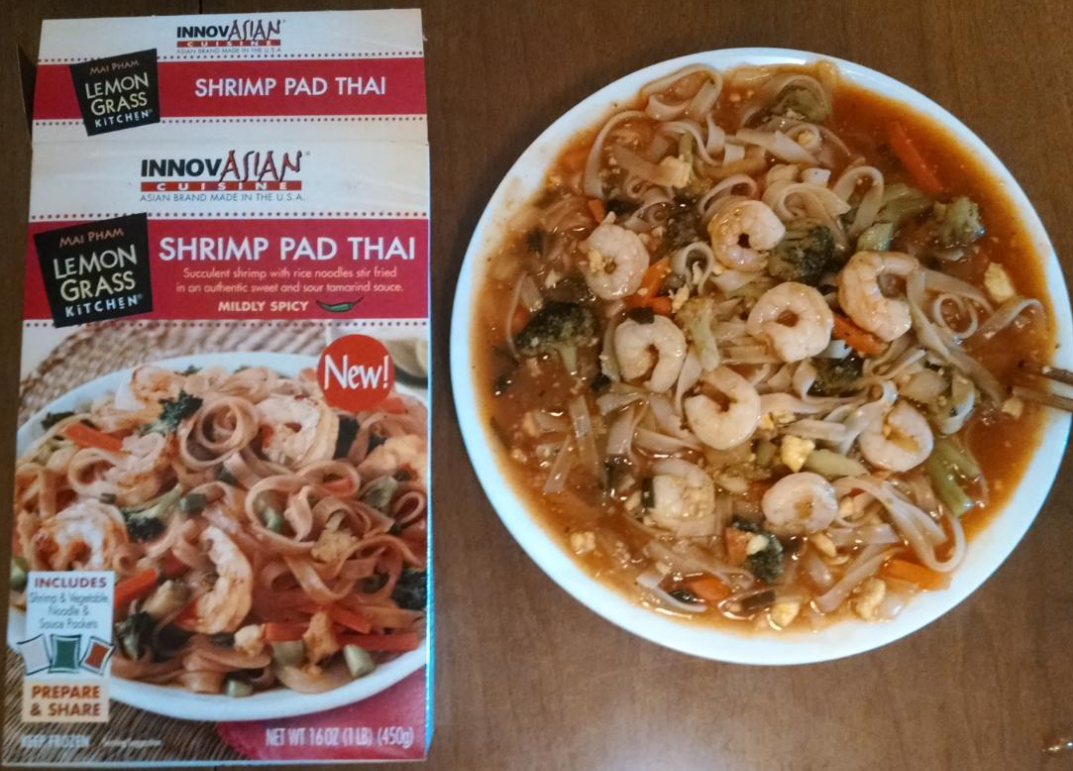 INNOVASIAN
CUISINE
ASIAN BRAND MADE IN THE U.S.A.
MAI PHAM
LEMON
GRASS
KITCHEN®
SHRIMP PAD THAI
INNOVASIAN®
CUISINE
ASIAN BRAND MADE IN THE U.S.A.
MAI PHAM
LEMON
GRASS
KITCHEN®
SHRIMP PAD THAI
Succulent shrimp with rice noodles stir fried
in an authentic sweet and sour tamarind sauce.
MILDLY SPICY
New!
INCLUDES
Shrimp & Vegetable,
Noodle &
Sauce Packets
PREPARE
& SHARE
KEEP FROZEN
NET WT 16 OZ (1 LB) (450g)